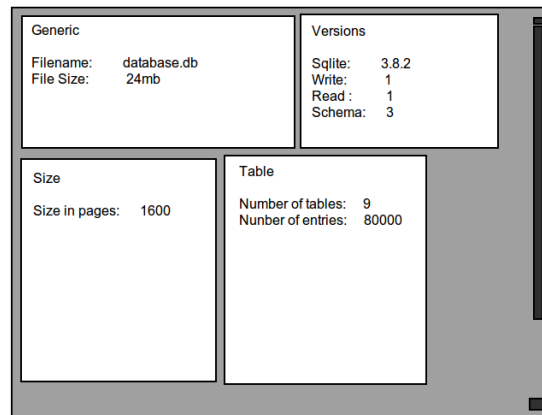 Generic
Filename: database.db
File Size: 24mb
Versions
Sqlite: 3.8.2
Write: 1
Read : 1
Schema: 3
Size
Size in pages: 1600
Table
Number of tables: 9
Nunber of entries: 80000